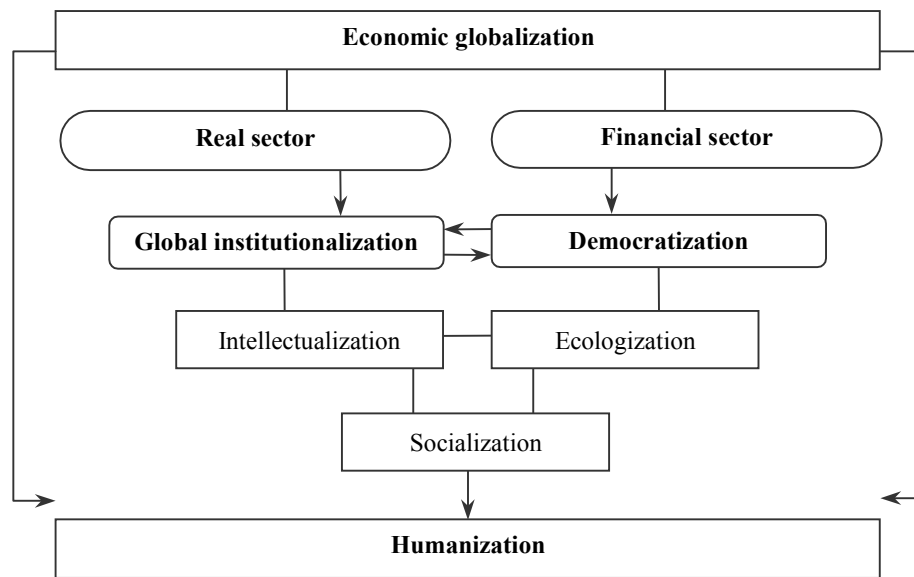 Economic globalization
Real sector
Financial sector
Global institutionalization
Democratization
Intellectualization
Ecologization
Socialization
Humanization